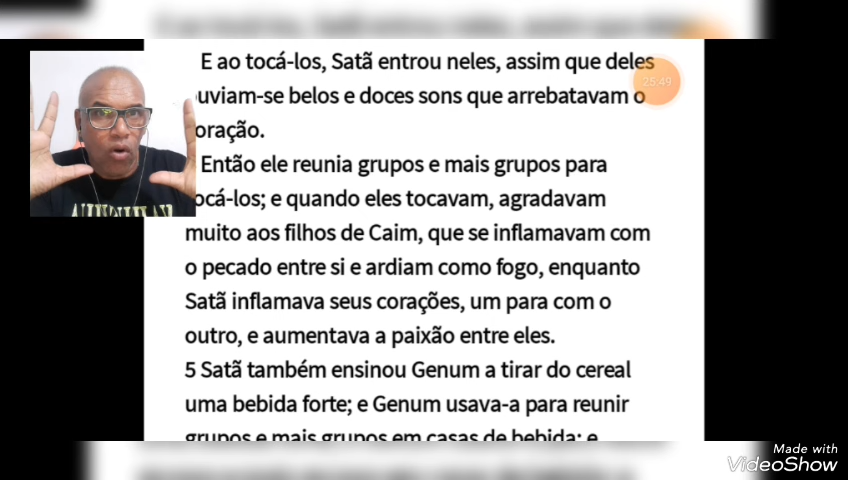 E ao tocá-los, Satã entrou neles, assim que deles
ouviam-se belos e doces sons que arrebatavam o
coração.
Então ele reunia grupos e mais grupos para
tocá-los; e quando eles tocavam, agradavam
muito aos filhos de Caim, que se inflamavam com
o pecado entre si e ardiam como fogo, enquanto
Satã inflamava seus corações, um para com o
outro, e aumentava a paixão entre eles.
5 Satã também ensinou Genum a tirar do cereal
uma bebida forte; e Genum usava-a para reunir
grupos e mais grupos em casas de bebida; e
25:49
Made with
VideoShow